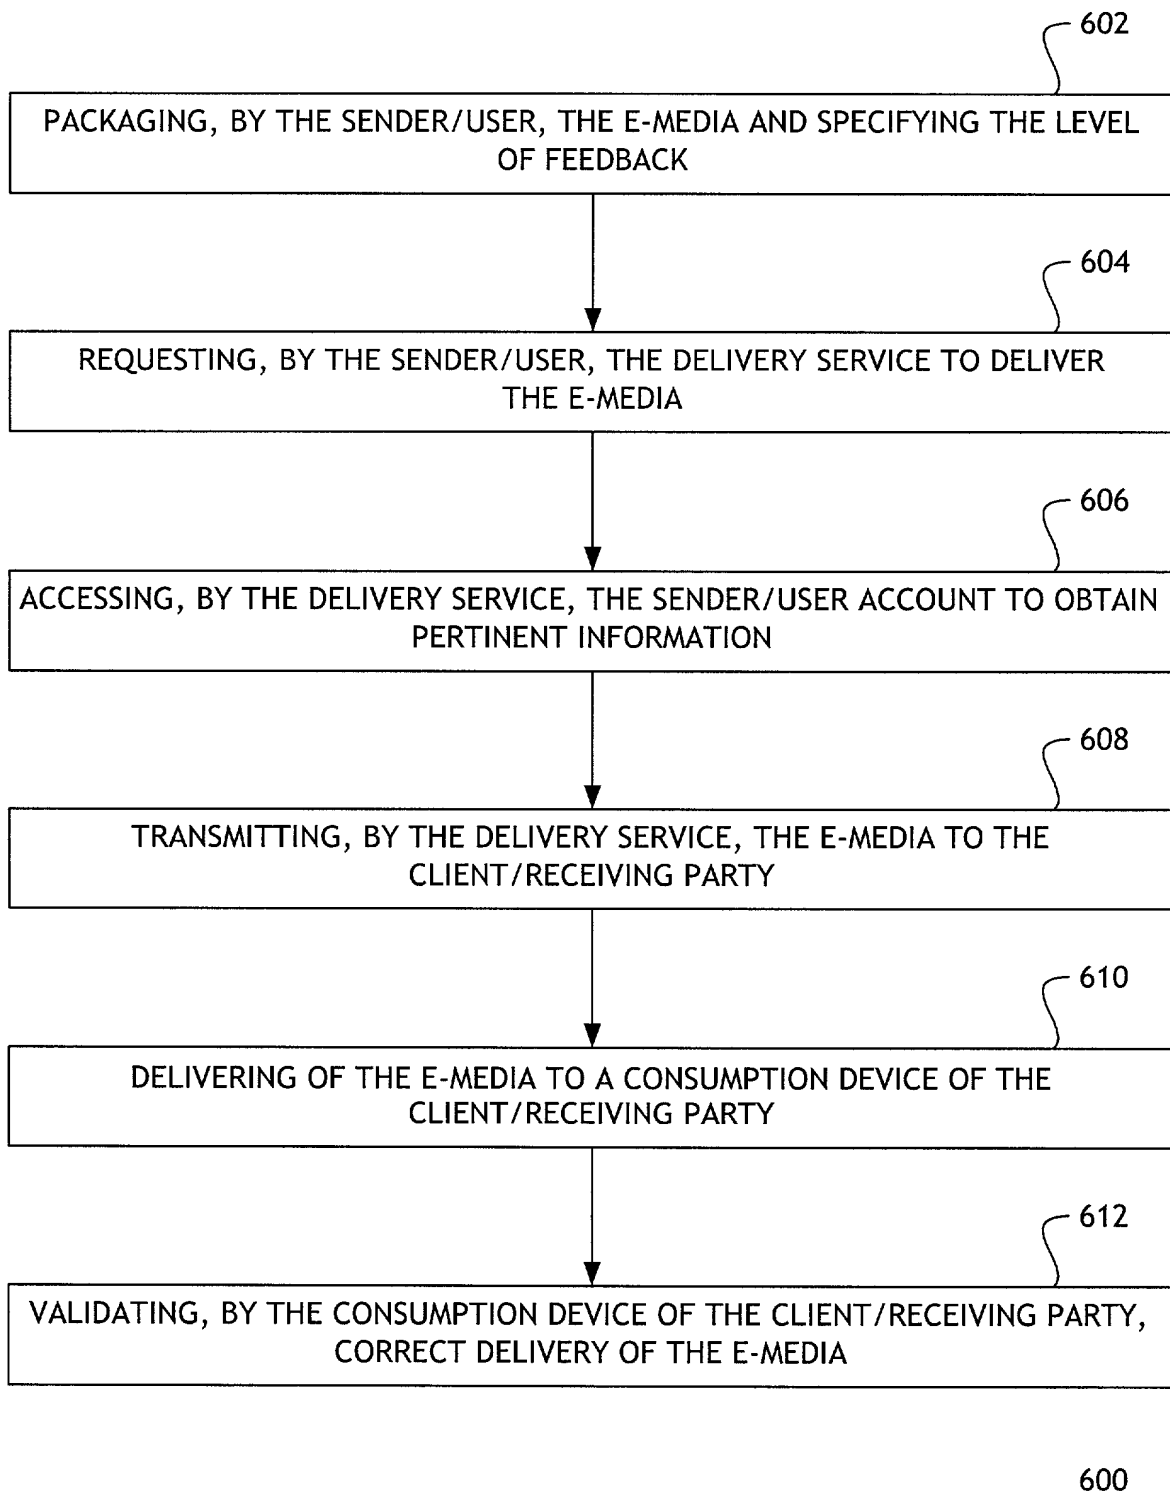 602
PACKAGING, BY THE SENDER/USER, THE E-MEDIA AND SPECIFYING THE LEVEL
OF FEEDBACK
604
REQUESTING, BY THE SENDER/USER, THE DELIVERY SERVICE TO DELIVER
THE E-MEDIA
606
ACCESSING, BY THE DELIVERY SERVICE, THE SENDER/USER ACCOUNT TO OBTAIN
PERTINENT INFORMATION
608
TRANSMITTING, BY THE DELIVERY SERVICE, THE E-MEDIA TO THE
CLIENT/RECEIVING PARTY
610
DELIVERING OF THE E-MEDIA TO A CONSUMPTION DEVICE OF THE
CLIENT/RECEIVING PARTY
612
VALIDATING, BY THE CONSUMPTION DEVICE OF THE CLIENT/RECEIVING PARTY,
CORRECT DELIVERY OF THE E-MEDIA
600